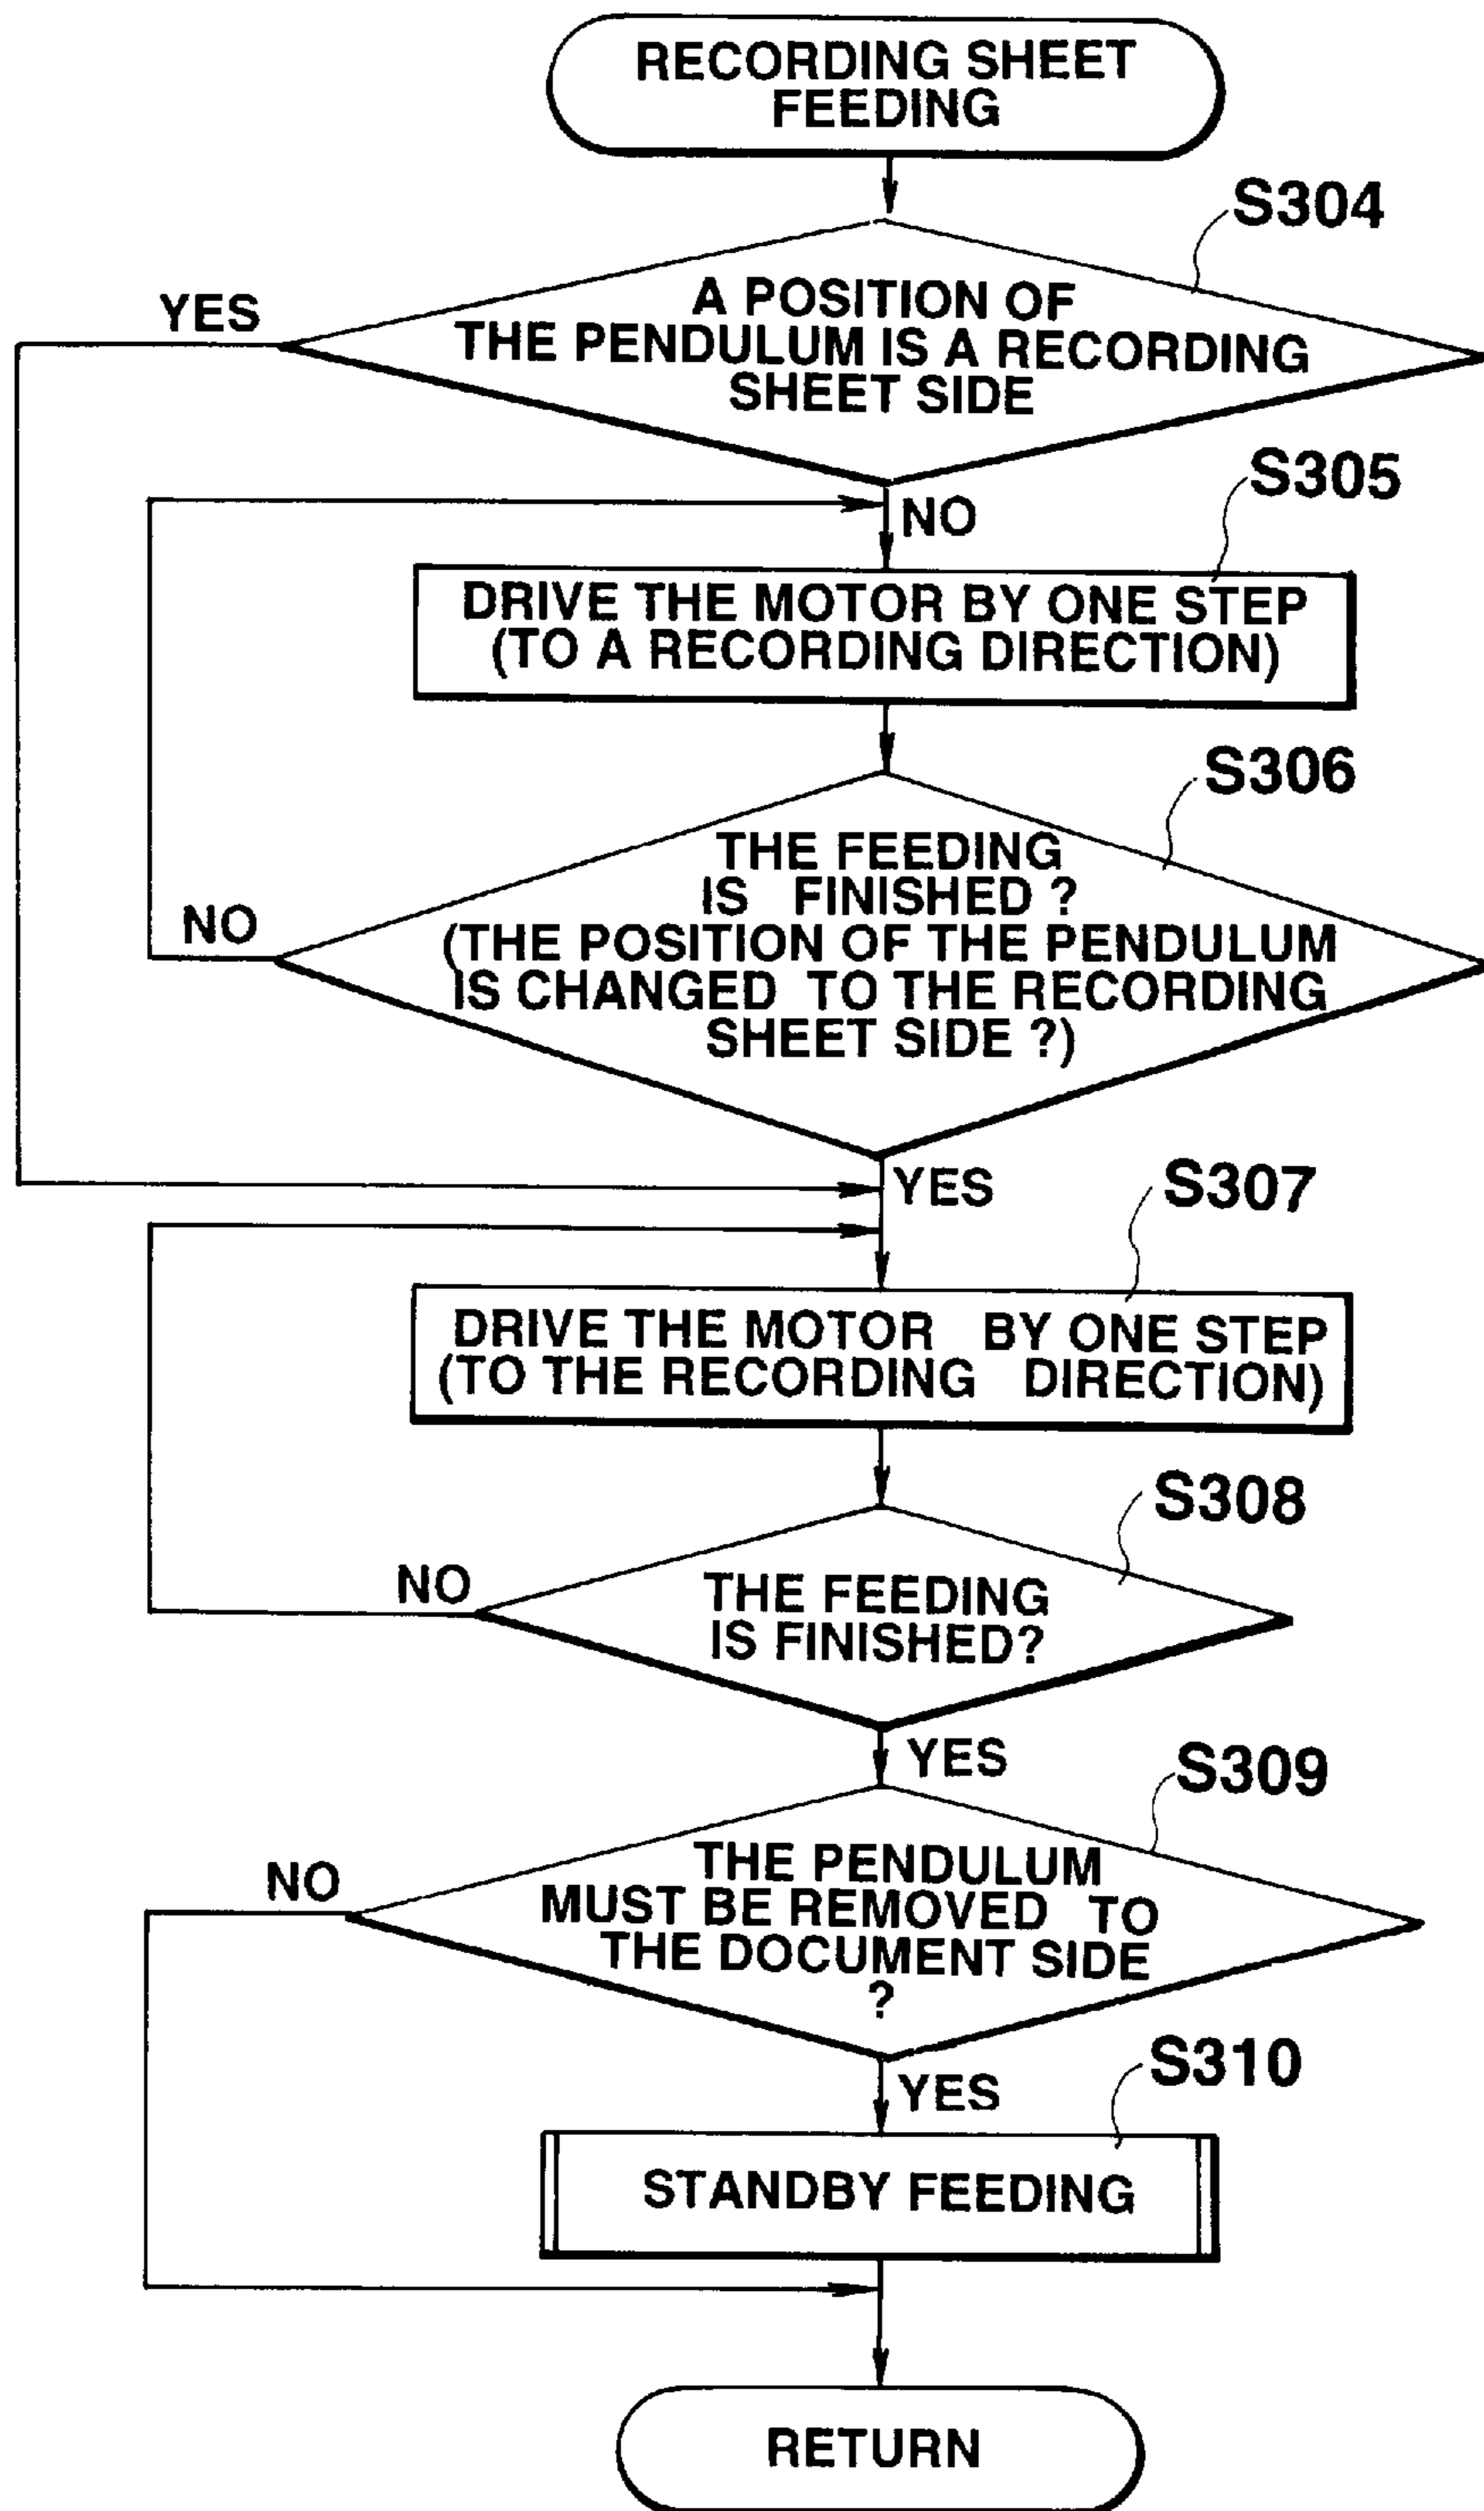 RECORDING SHEET
FEEDING
S304
YES
A POSITION OF
THE PENDULUM IS A RECORDING
SHEET SIDE
S305
NO
DRIVE THE MOTOR BY ONE STEP
(TO A RECORDING DIRECTION)
S306
THE FEEDING
IS FINISHED ?
NO
(THE POSITION OF THE PENDULUM
IS CHANGED TO THE RECORDING
SHEET SIDE ?)
YES
S307
DRIVE THE MOTOR BY ONE STEP
(TO THE RECORDING DIRECTION)
S308
NO
THE FEEDING
IS FINISHED?
YES
S309
NO
THE PENDULUM
MUST BE REMOVED TO
THE DOCUMENT SIDE
?
S310
YES
STANDBY FEEDING
RETURN